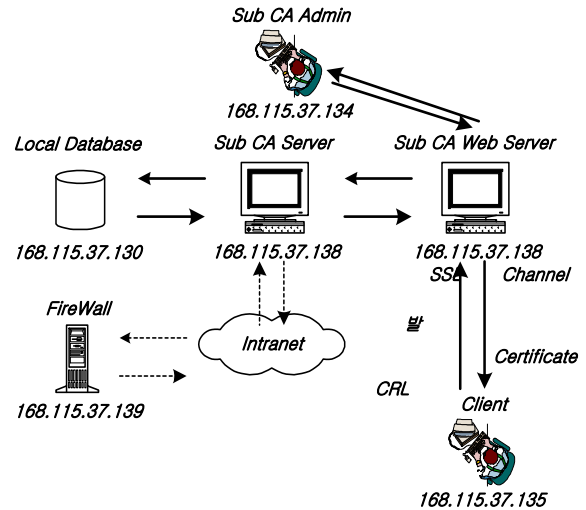 Sub CA Admin
168.115.37.134
Local Database
Sub CA Server
Sub CA Web Server
168.115.37.130
168.115.37.138
168.115.37.138
SSL
Channel
FireWall
발
Intranet
Certificate
168.115.37.139
CRL
Client
168.115.37.135